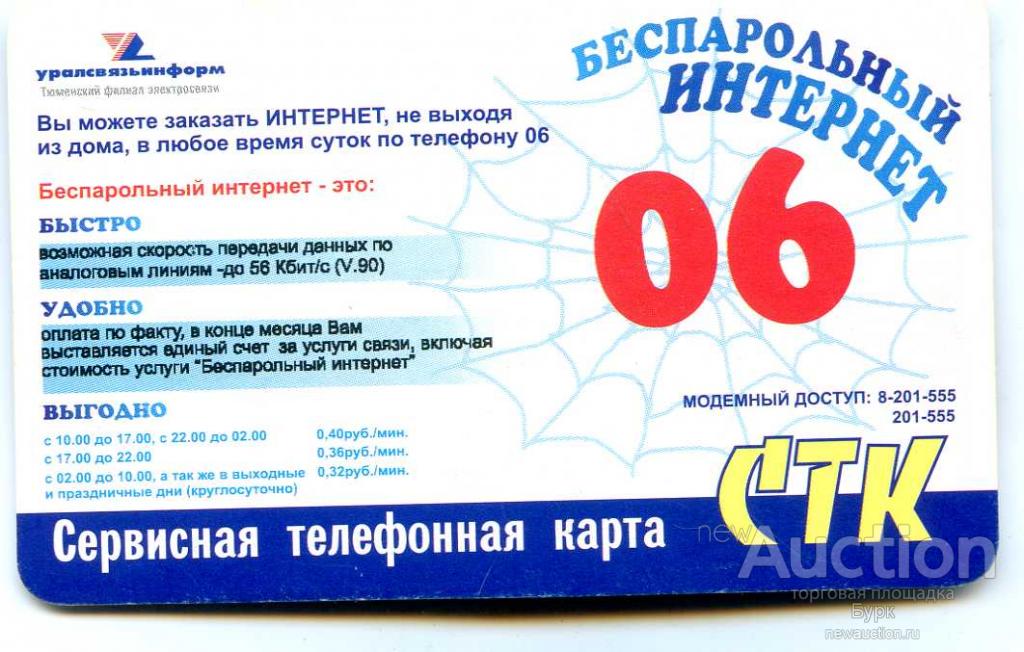 уралсвязьинформ
Тюменский филиал электросвязи
Вы можете заказать ИНТЕРНЕТ, не выходя
из дома, в любое время суток по телефону 06
Беспарольный интернет - это:
БЫСТРО
возможная скорость передачи данных по
аналоговым линиям -до 56 Кбит/с (V.90)
УДОБНО
оплата по факту, в конце месяца Вам
выставляется единый счет за услуги связи, включая
стоимость услуги "Беспарольный интернет"
ВЫГОДНО
с 10.00 до 17.00, с 22.00 до 02.00 0,40руб./мин.
с 17.00 до 22.00 0,36руб./мин.
с 02.00 до 10.00, а так же в выходные 0,32руб./мин.
и праздничные дни (круглосуточно)
БЕСПАРОЛЬНЫЙ
ИНТЕРНЕТ
06
МОДЕМНЫЙ ДОСТУП: 8-201-555
201-555
СТК
Сервисная телефонная карта
newAuction
торговая площадка
Бурк
newauction.ru